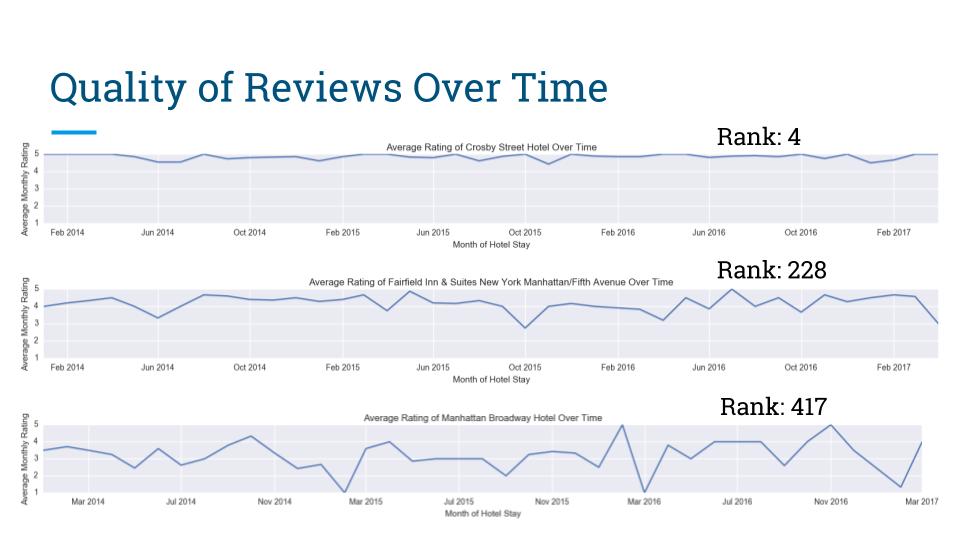 Quality of Reviews Over Time
Rank: 4
Average Rating of Crosby Street Hotel Over Time
Average Monthly Rating
5
4
3
2
1
Feb 2014 Jun 2014 Oct 2014 Feb 2015 Jun 2015 Oct 2015 Feb 2016 Jun 2016 Oct 2016 Feb 2017
Month of Hotel Stay
Rank: 228
Average Rating of Fairfield Inn & Suites New York Manhattan/Fifth Avenue Over Time
Average Monthly Rating
5
4
3
2
1
Feb 2014 Jun 2014 Oct 2014 Feb 2015 Jun 2015 Oct 2015 Feb 2016 Jun 2016 Oct 2016 Feb 2017
Month of Hotel Stay
Rank: 417
Average Rating of Manhattan Broadway Hotel Over Time
Average Monthly Rating
5
4
3
2
1
Mar 2014 Jul 2014 Nov 2014 Mar 2015 Jul 2015 Nov 2015 Mar 2016 Jul 2016 Nov 2016 Mar 2017
Month of Hotel Stay